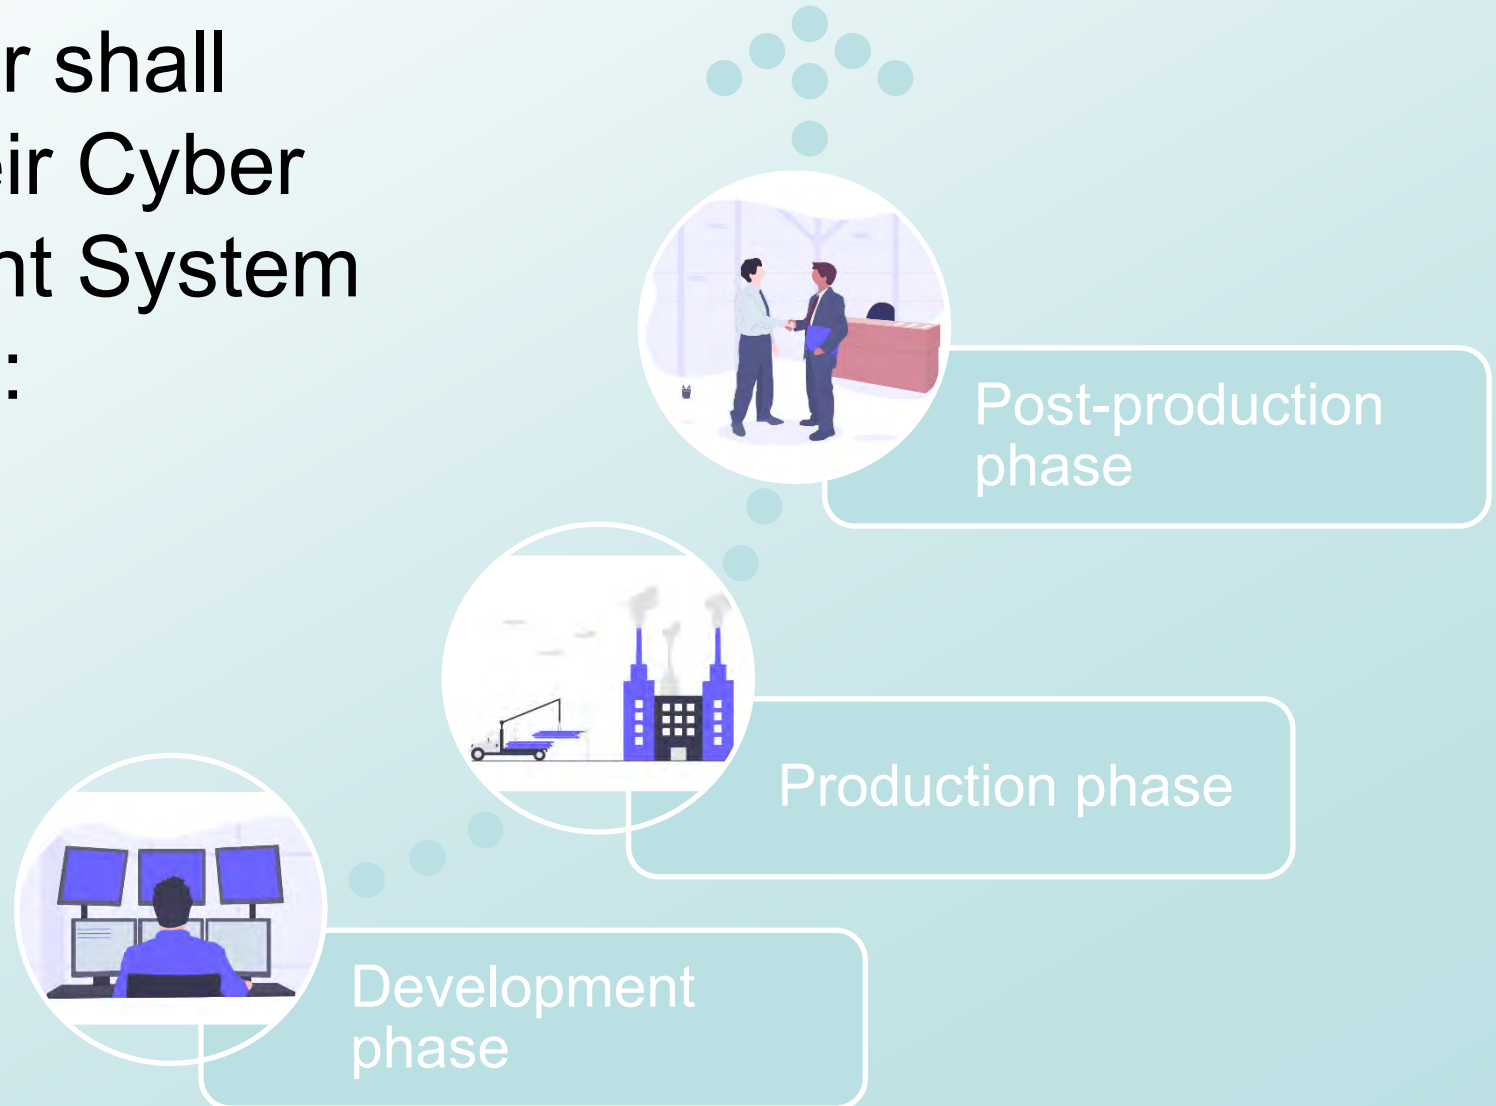 r shall
eir Cyber
nt System
:
Post-production
phase
Production phase
Development
phase